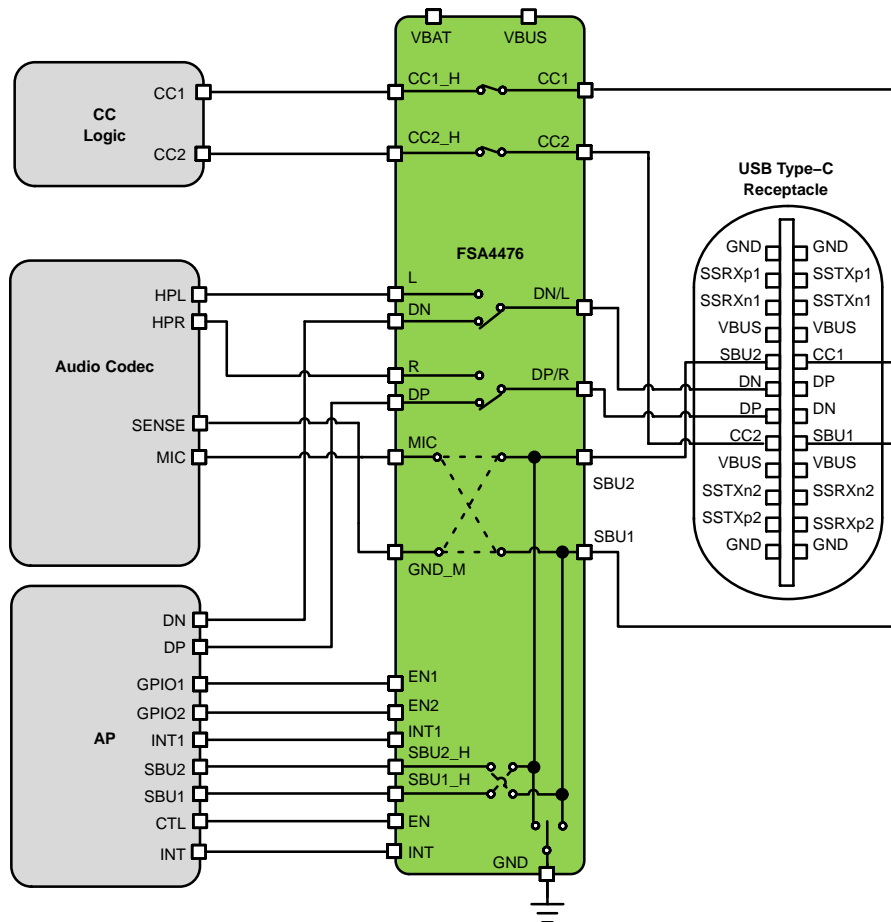 VBAT
VBUS
CC
Logic
CC1
CC2
CC1_H
CC1
CC2_H
CC2
FSA4476
Audio Codec
HPL
HPR
SENSE
MIC
L
DN
DN/L
R
DP
DP/R
MIC
SBU2
GND_M
SBU1
AP
DN
DP
GPIO1
GPIO2
INT1
SBU2
SBU1
CTL
INT
EN1
EN2
INT1
SBU2_H
SBU1_H
EN
INT
GND
USB Type–C
Receptacle
GND GND
SSRXp1 SSTXp1
SSRXn1 SSTXn1
VBUS VBUS
SBU2 CC1
DN DP
DP DN
CC2 SBU1
VBUS VBUS
SSTXn2 SSRXn2
SSTXp2 SSRXp2
GND GND